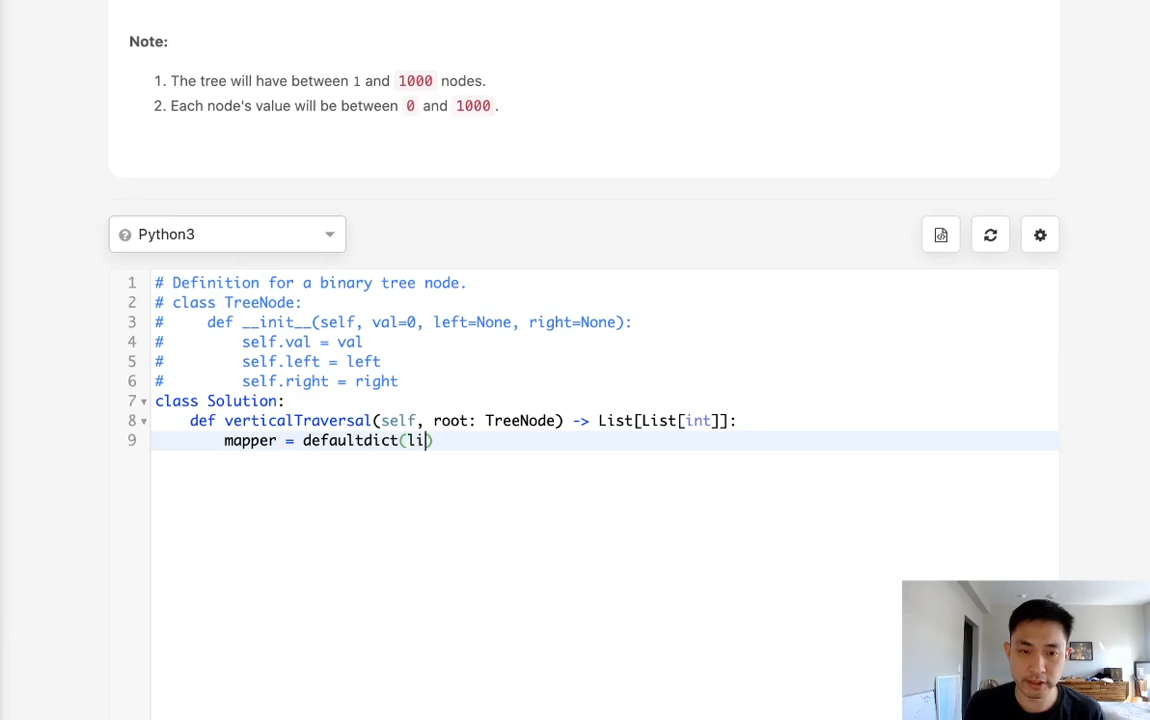 Note:
1. The tree will have between 1 and 1000 nodes.
2. Each node's value will be between 0 and 1000.
Python3
1 # Definition for a binary tree node.
2 # class TreeNode:
3 #     def __init__(self, val=0, left=None, right=None):
4 #         self.val = val
5 #         self.left = left
6 #         self.right = right
7 class Solution:
8     def verticalTraversal(self, root: TreeNode) -> List[List[int]]:
9         mapper = defaultdict(li)